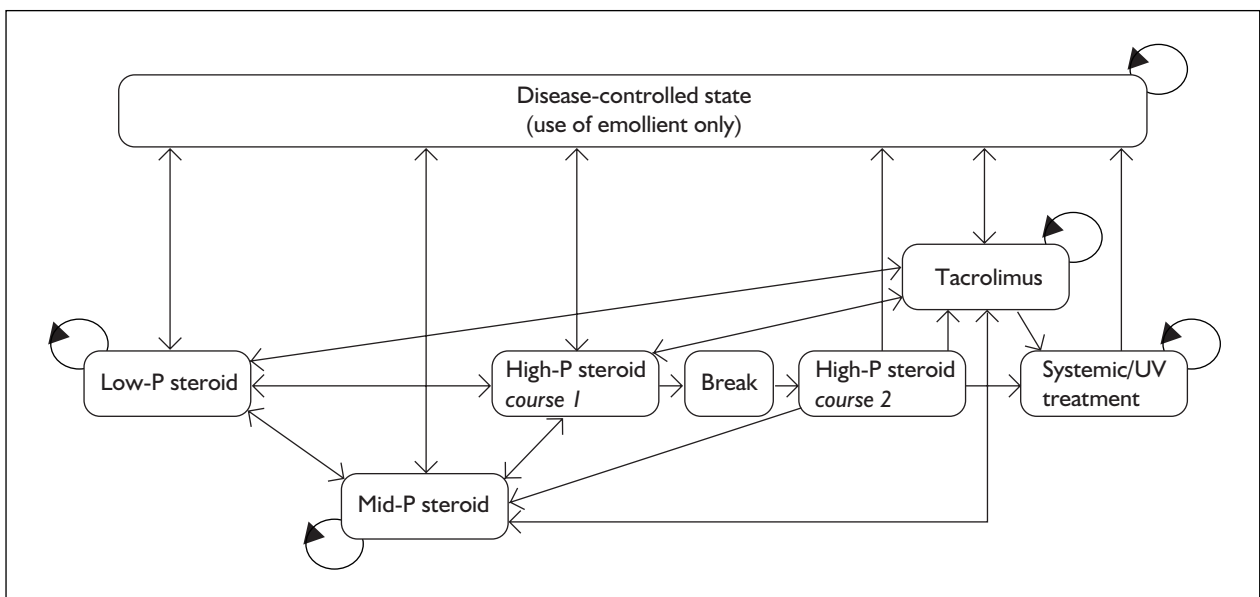 Disease-controlled state
(use of emollient only)
Tacrolimus
Low-P steroid
High-P steroid
course 1
Break
High-P steroid
course 2
Systemic/UV
treatment
Mid-P steroid